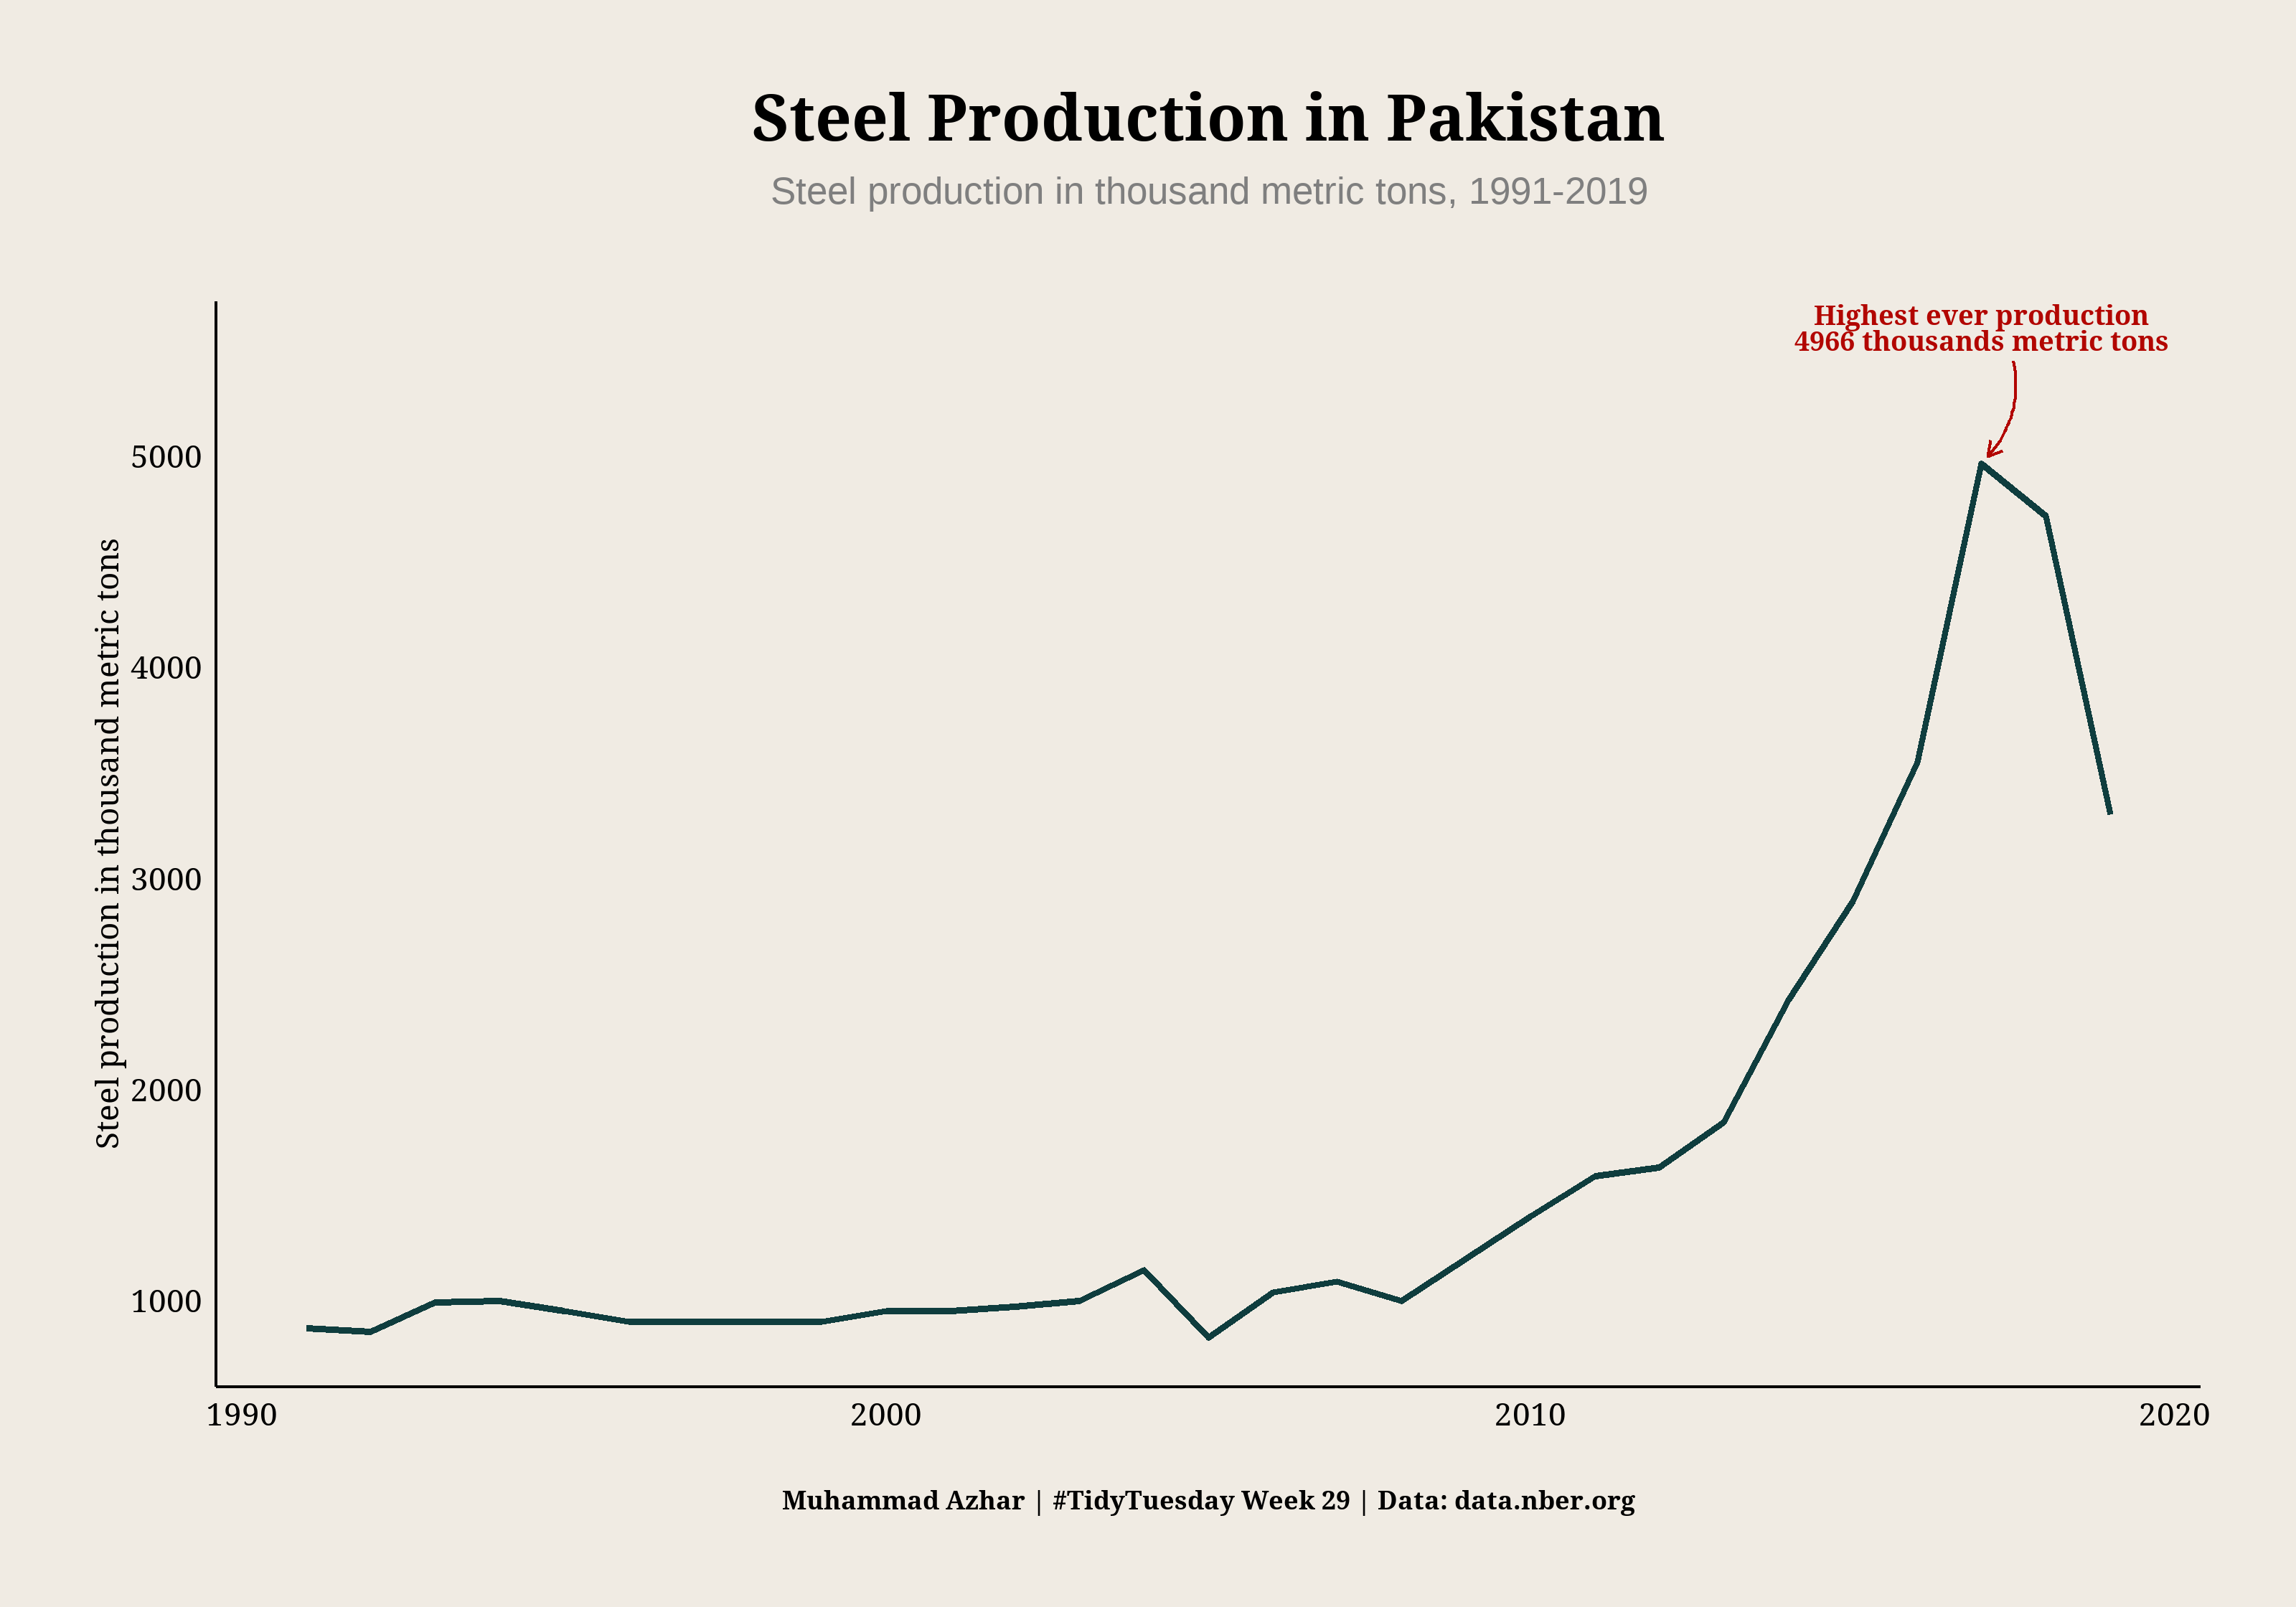 Steel Production in Pakistan
Steel production in thousand metric tons, 1991-2019
Highest ever production
4966 thousands metric tons
Steel production in thousand metric tons
5000
4000
3000
2000
1000
1990
2000
2010
2020
Muhammad Azhar | #TidyTuesday Week 29 | Data: data.nber.org